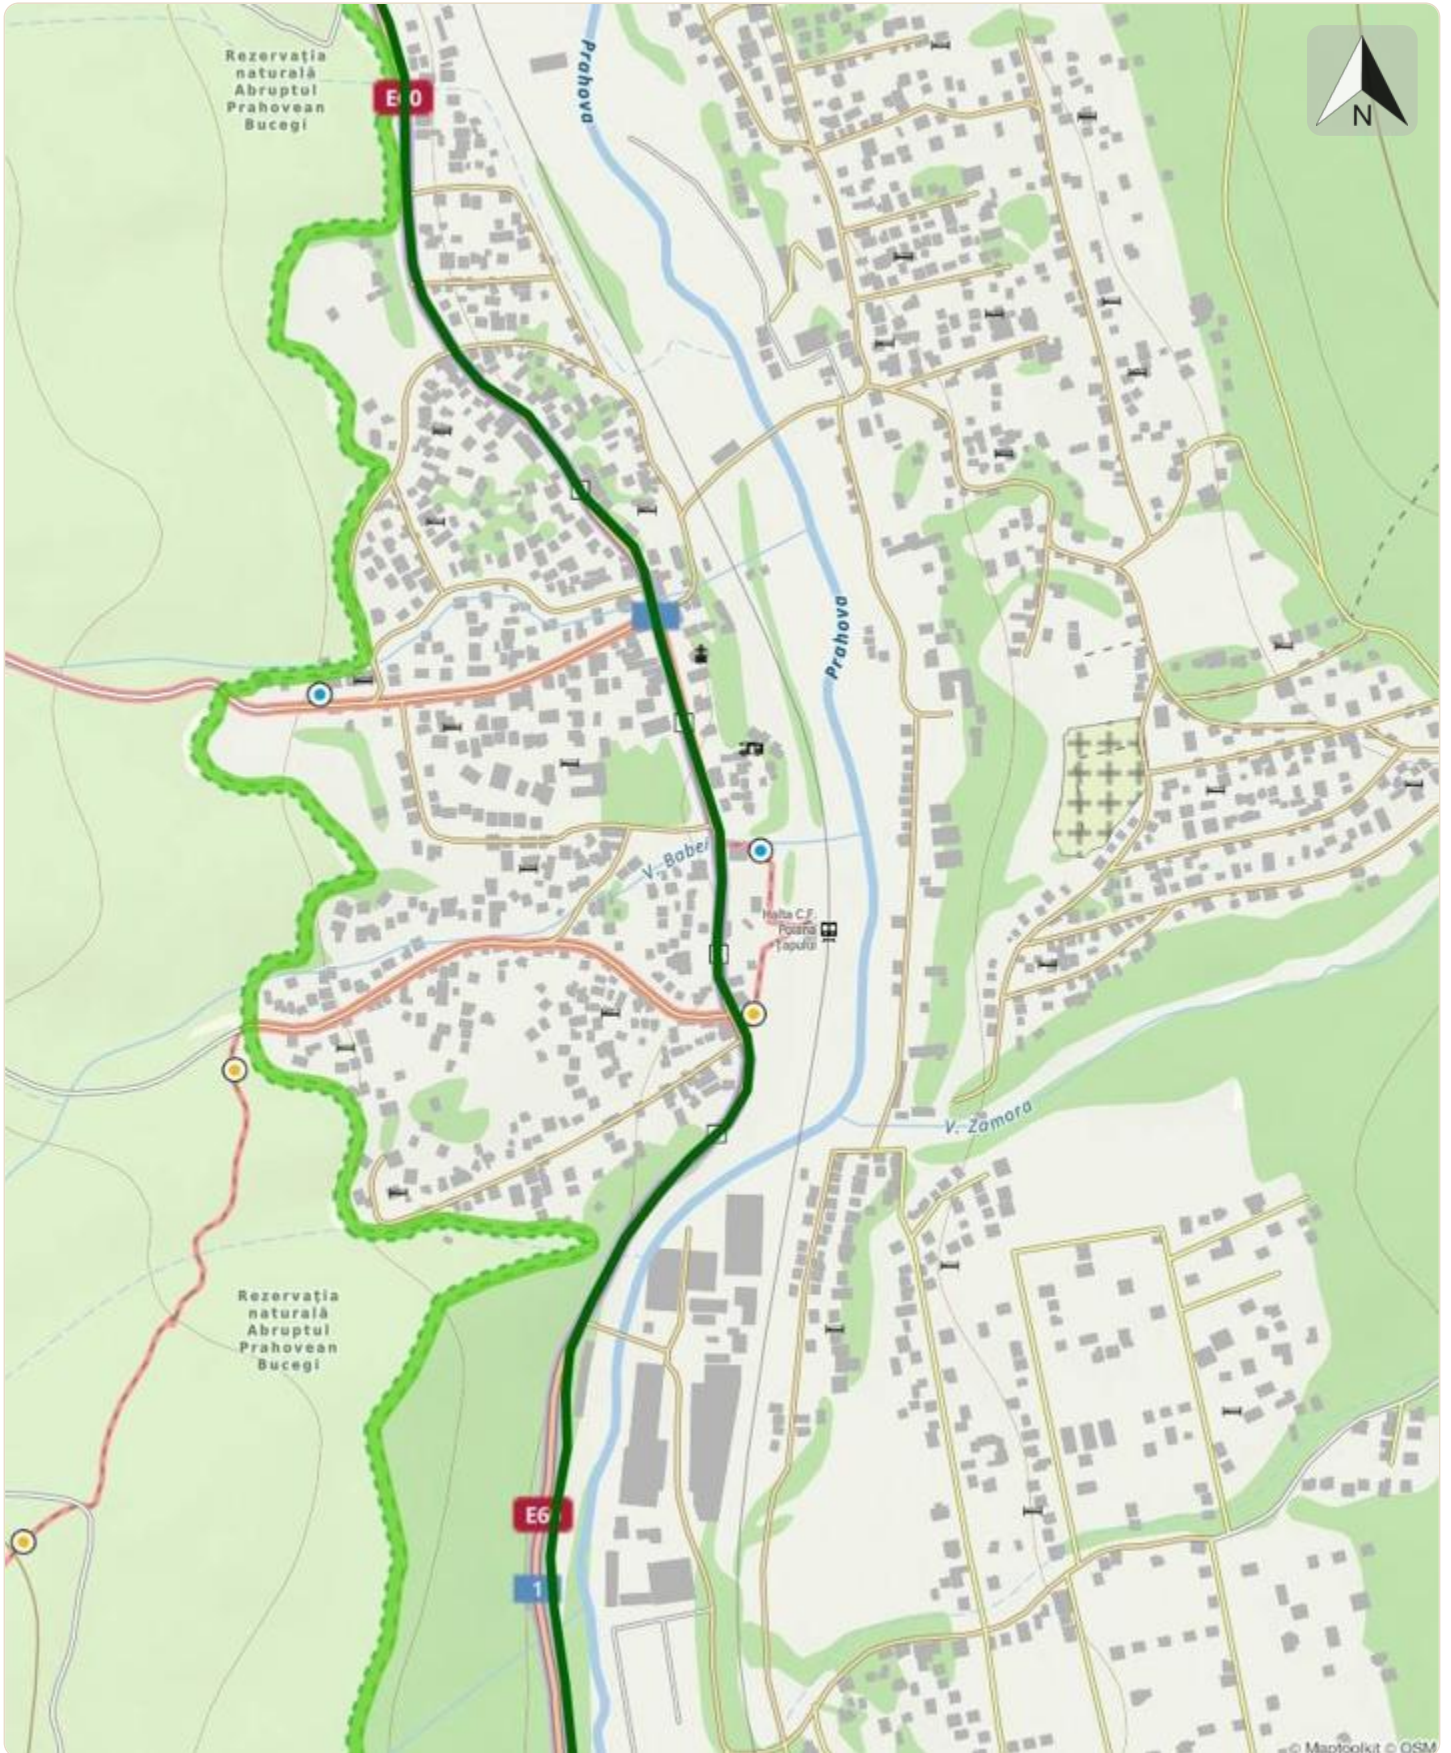 Rezervația
naturală
Abruptul
Prahovean
Bucegi
Prahova
N
Prahova
V. Babei
Halta C.F.
Poiana
Țapului
V. Zamora
Rezervația
naturală
Abruptul
Prahovean
Bucegi
1
© Maptoolkit © OSM